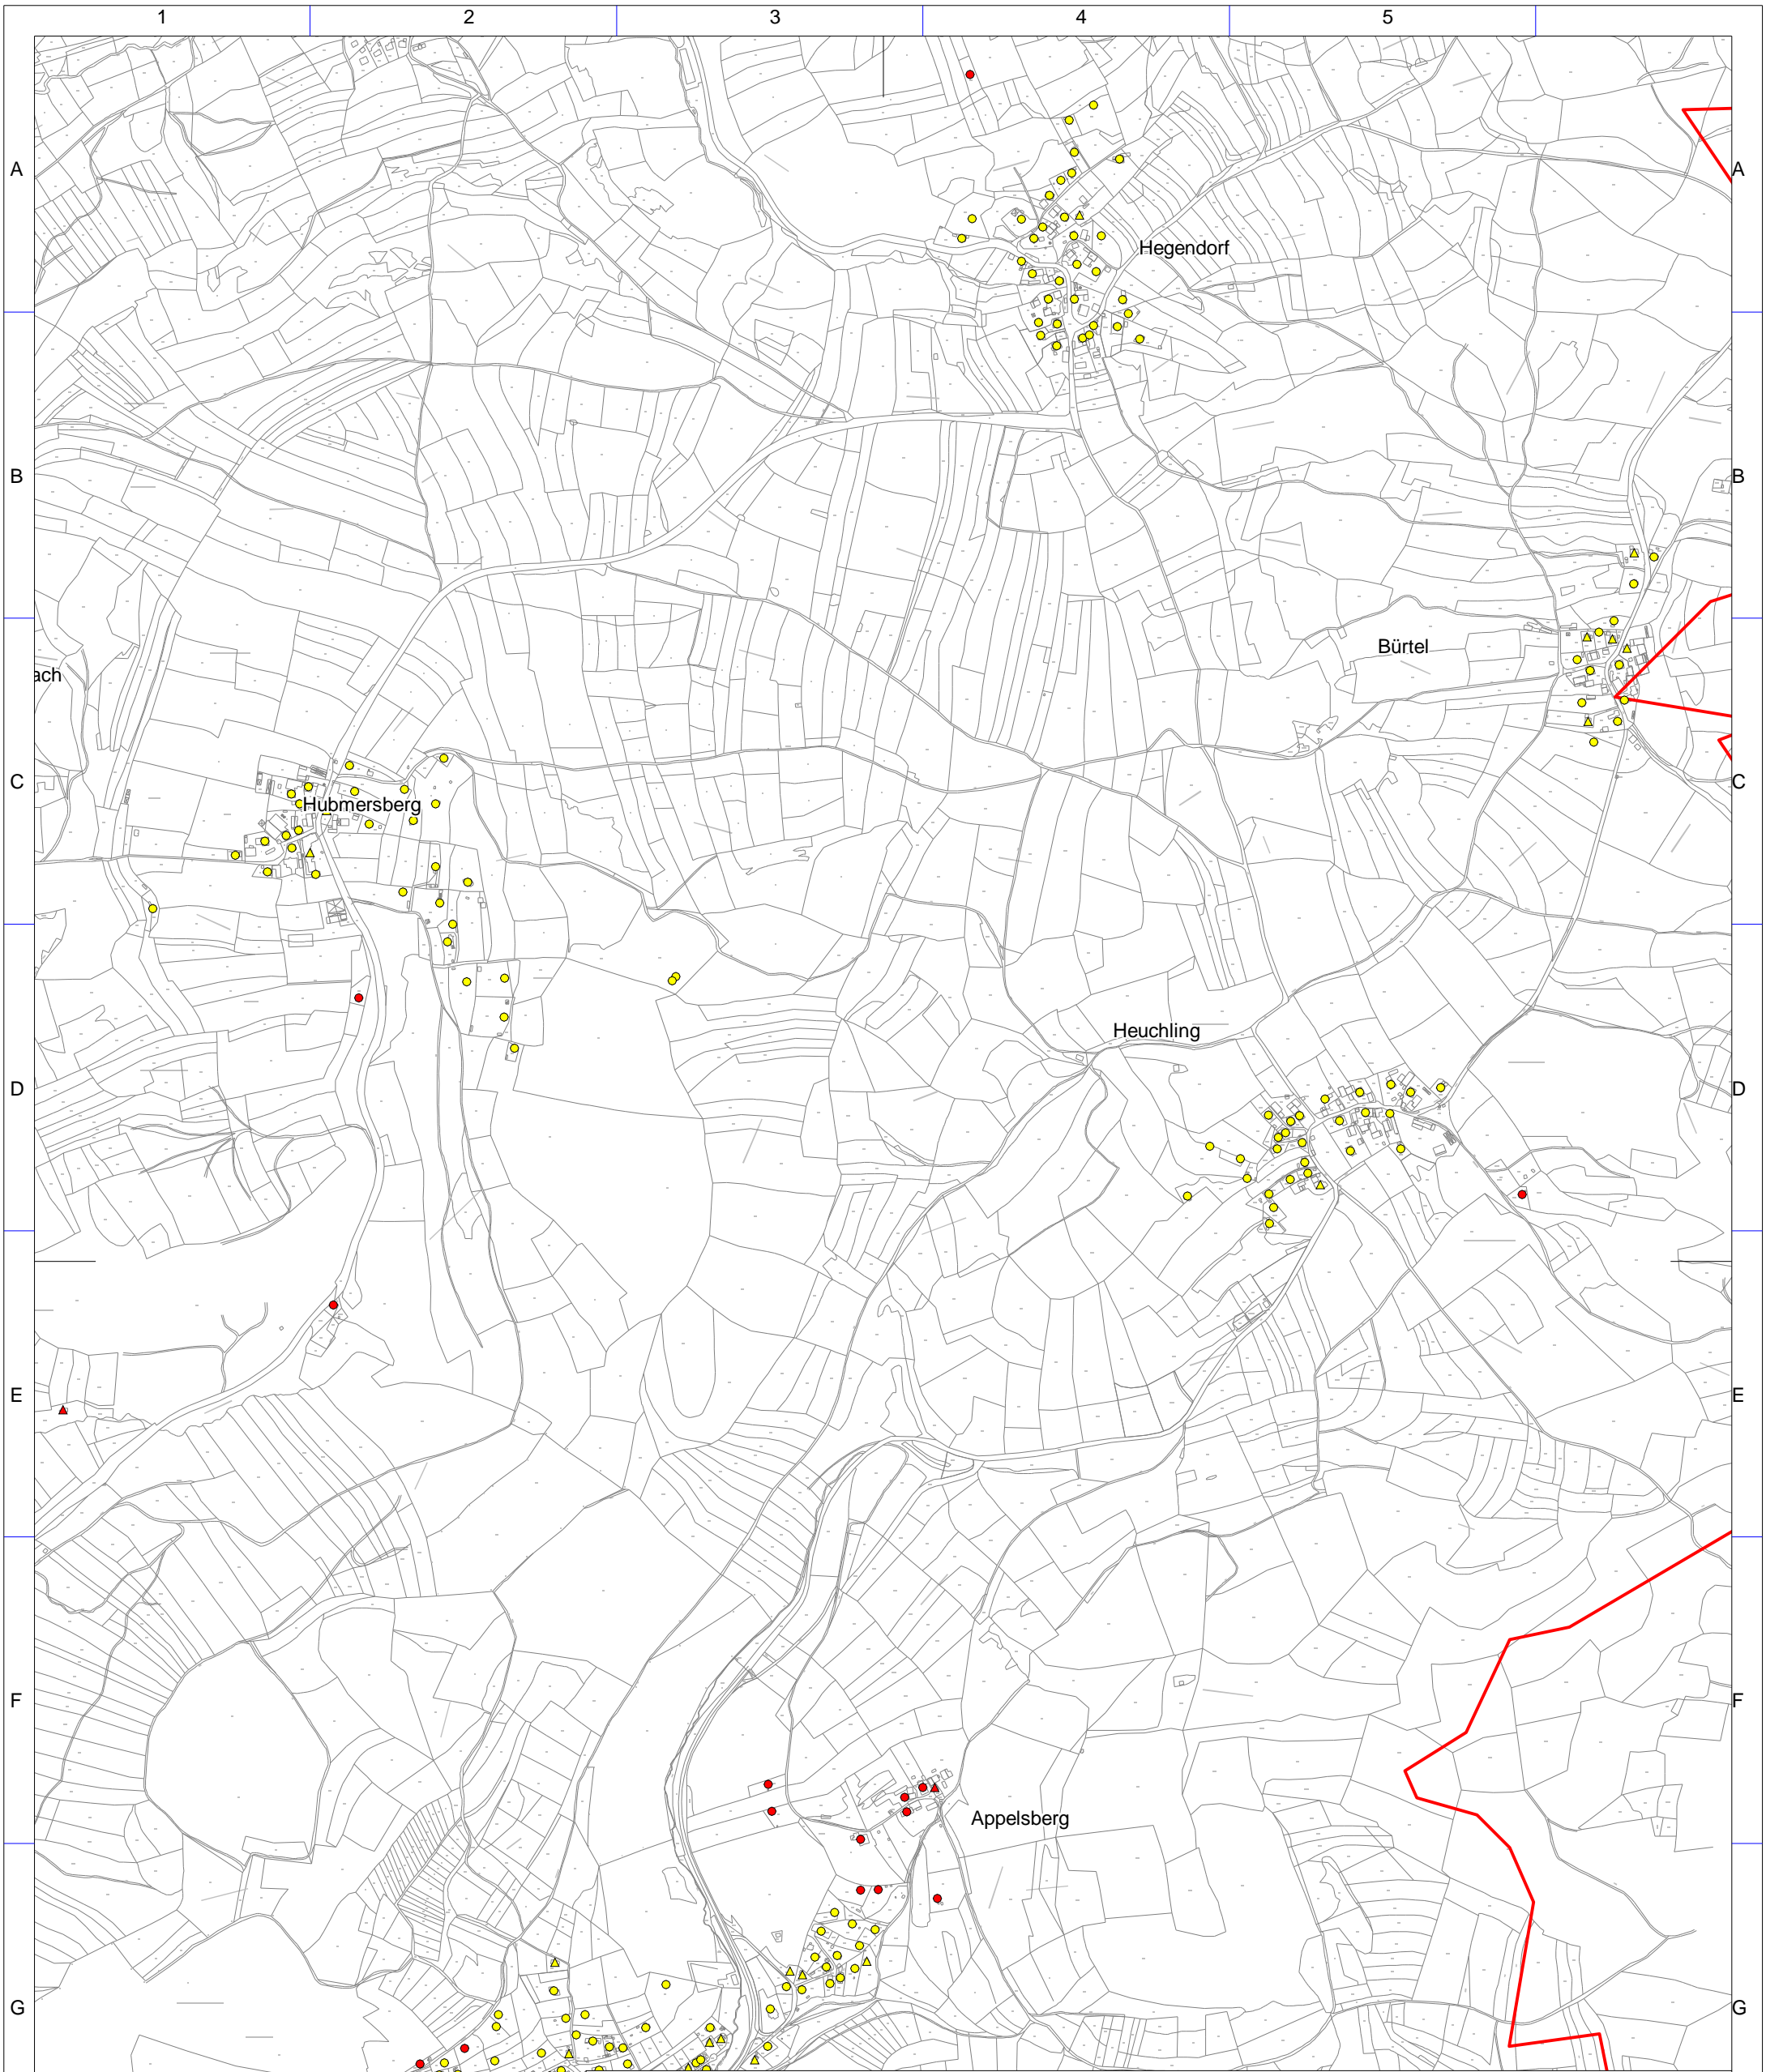 1 2 3 4 5
A A
Hegendorf
B B
Bürtel
ach
C C
Hubmersberg
Heuchling
D D
E E
F F
Appelsberg
G G